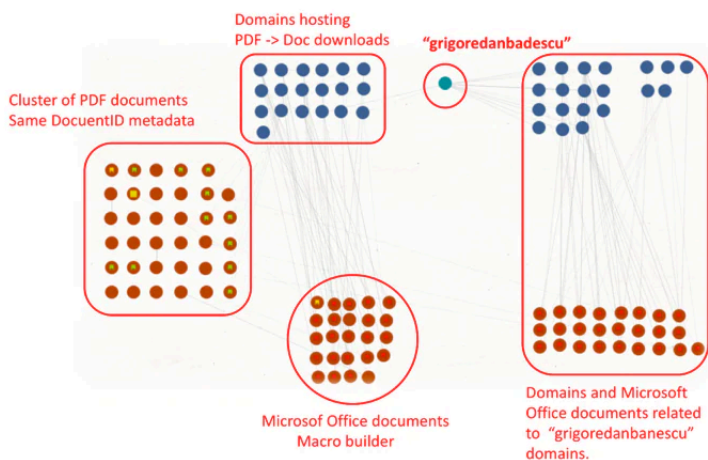 Domains hosting
PDF -> Doc downloads
"grigoredanbadescu"
Cluster of PDF documents
Same DocuentID metadata
Microsof Office documents
Macro builder
Domains and Microsoft
Office documents related
to "grigoredanbanescu"
domains.